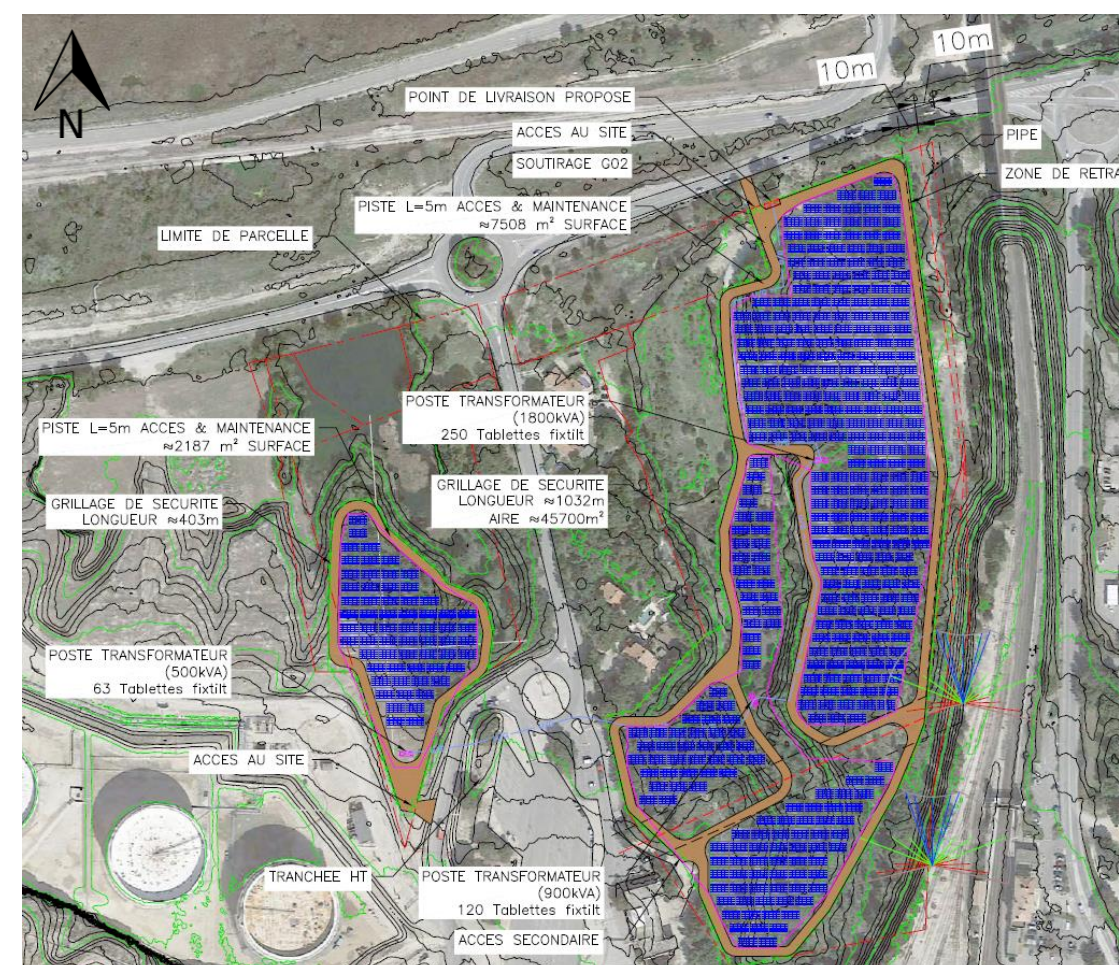 10m
10m
N
POINT DE LIVRAISON PROPOSE
ACCES AU SITE
SOUTIRAGE G02
PIPE
ZONE DE RETRA
PISTE L=5m ACCES & MAINTENANCE
≈7508 m² SURFACE
LIMITE DE PARCELLE
POSTE TRANSFORMATEUR
(1800kVA)
250 Tablettes fixtilt
PISTE L=5m ACCES & MAINTENANCE
≈2187 m² SURFACE
GRILLAGE DE SECURITE
LONGUEUR ≈1032m
AIRE ≈45700m²
GRILLAGE DE SECURITE
LONGUEUR ≈403m
POSTE TRANSFORMATEUR
(500kVA)
63 Tablettes fixtilt
ACCES AU SITE
TRANCHEE HT
POSTE TRANSFORMATEUR
(900kVA)
120 Tablettes fixtilt
ACCES SECONDAIRE